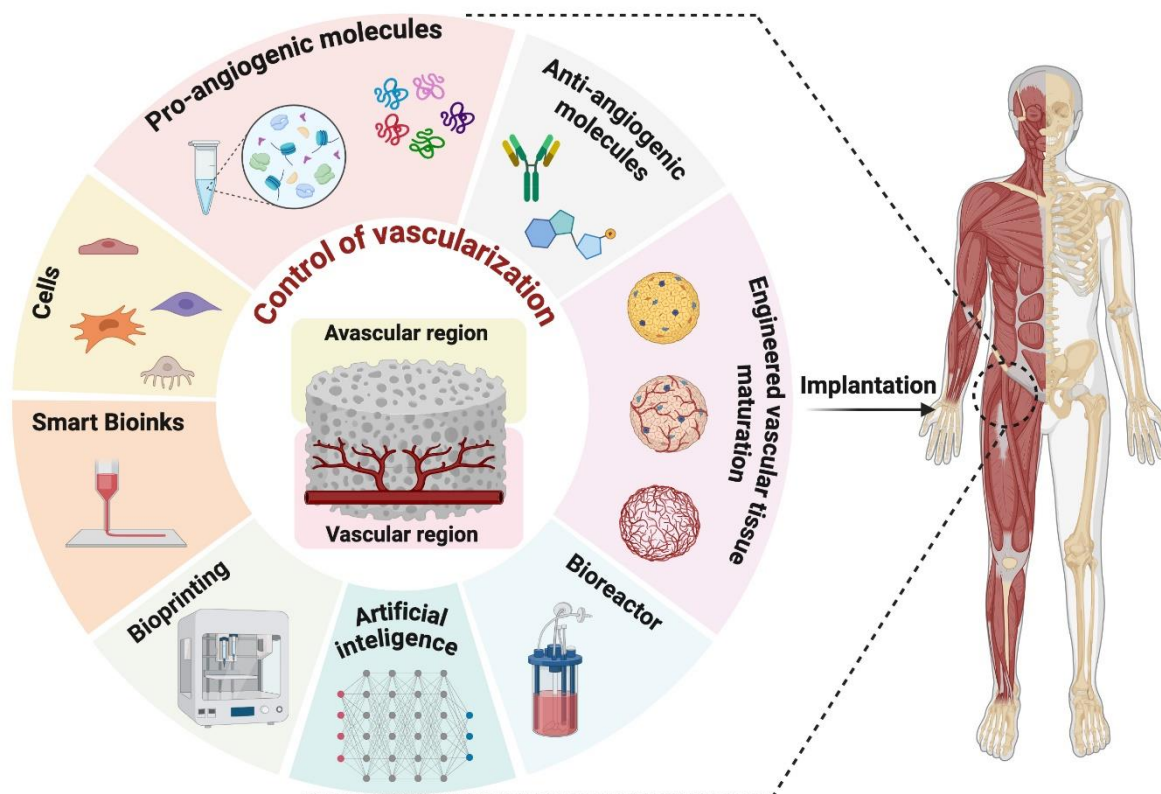 Pro-angiogenic molecules
Anti-angiogenic
molecules
Engineered vascular tissue
maturation
Bioreactor
Artificial
inteligence
Bioprinting
Smart Bioinks
Cells
Control of vascularization
Avascular region
Vascular region
Implantation